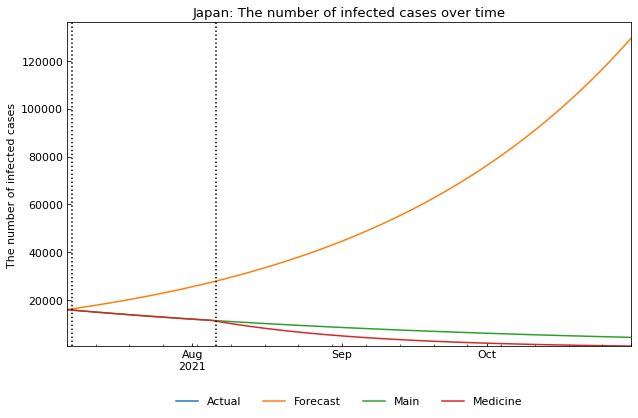 Japan: The number of infected cases over time
The number of infected cases
120000
100000
80000
60000
40000
20000
Aug
2021
Sep
Oct
Actual Forecast Main Medicine